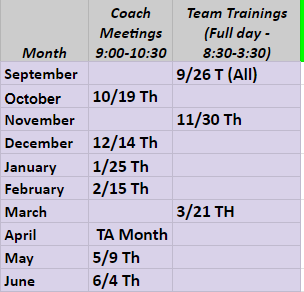 Coach Meetings 9:00-10:30
Team Trainings (Full day - 8:30-3:30)
Month
September 9/26 T (All)
October 10/19 Th
November 11/30 Th
December 12/14 Th
January 1/25 Th
February 2/15 Th
March 3/21 TH
April TA Month
May 5/9 Th
June 6/4 Th